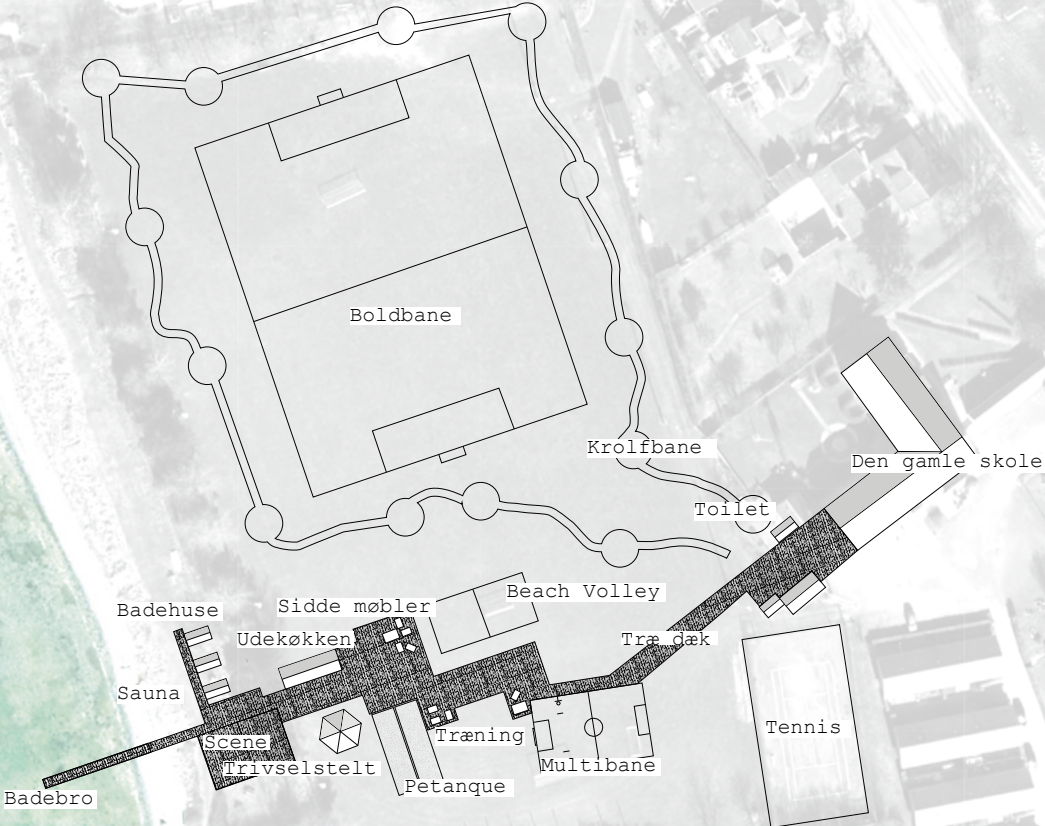 Boldbane
Krolfbane
Den gamle skole
Toilet
Beach Volley
Sidde møbler
Badehuse
Udekøkken
Træ dæk
Sauna
Tennis
Scene
Træning
Trivselstelt
Multibane
Petanque
Badebro